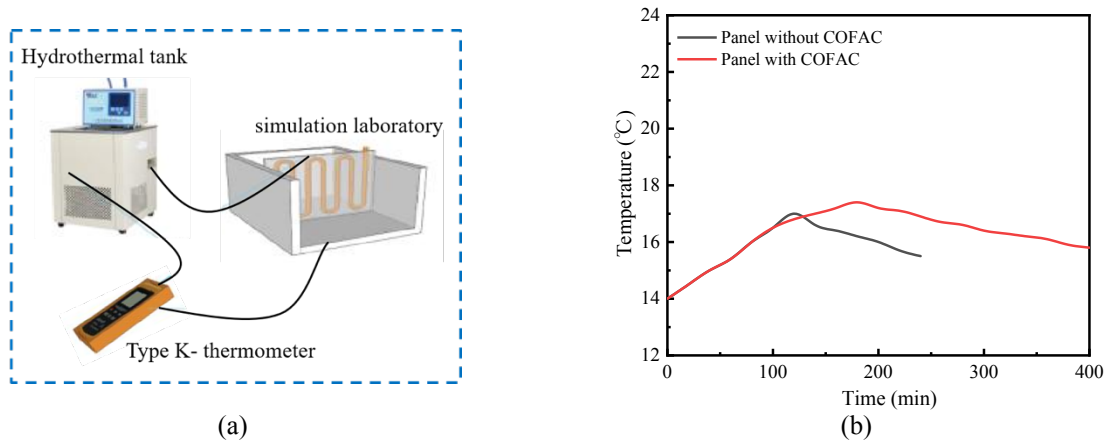 Hydrothermal tank
simulation laboratory
Type K- thermometer
(a)
24
22
20
18
16
14
12
Temperature (℃)
Panel without COFAC
Panel with COFAC
0
100
200
300
400
Time (min)
(b)